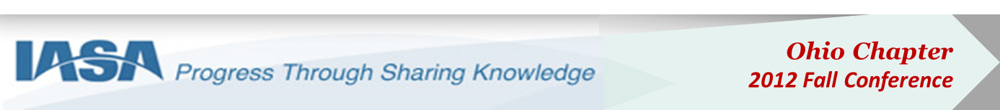 IASA Progress Through Sharing Knowledge
Ohio Chapter
2012 Fall Conference